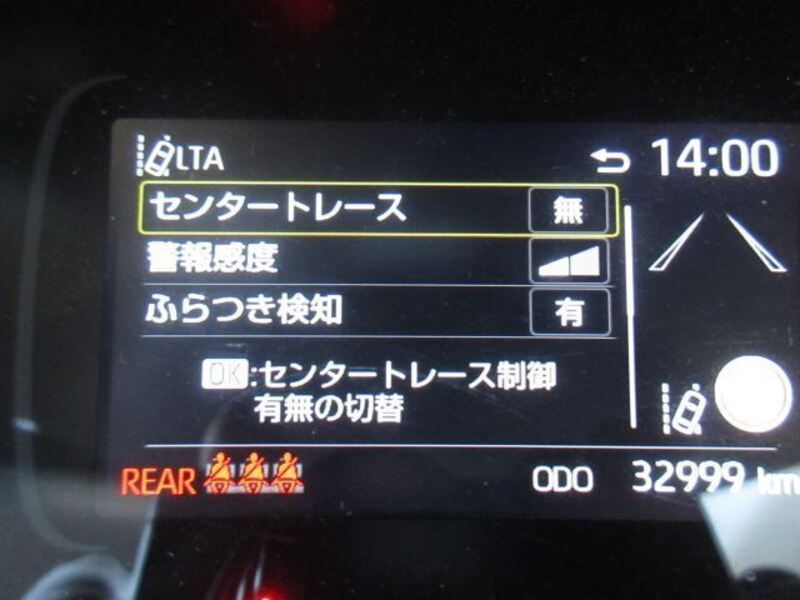 LTA 14:00
センタートレース 無
警報感度
ふらつき検知 有
OK:センタートレース制御
有無の切替
REAR ODO 32999 km